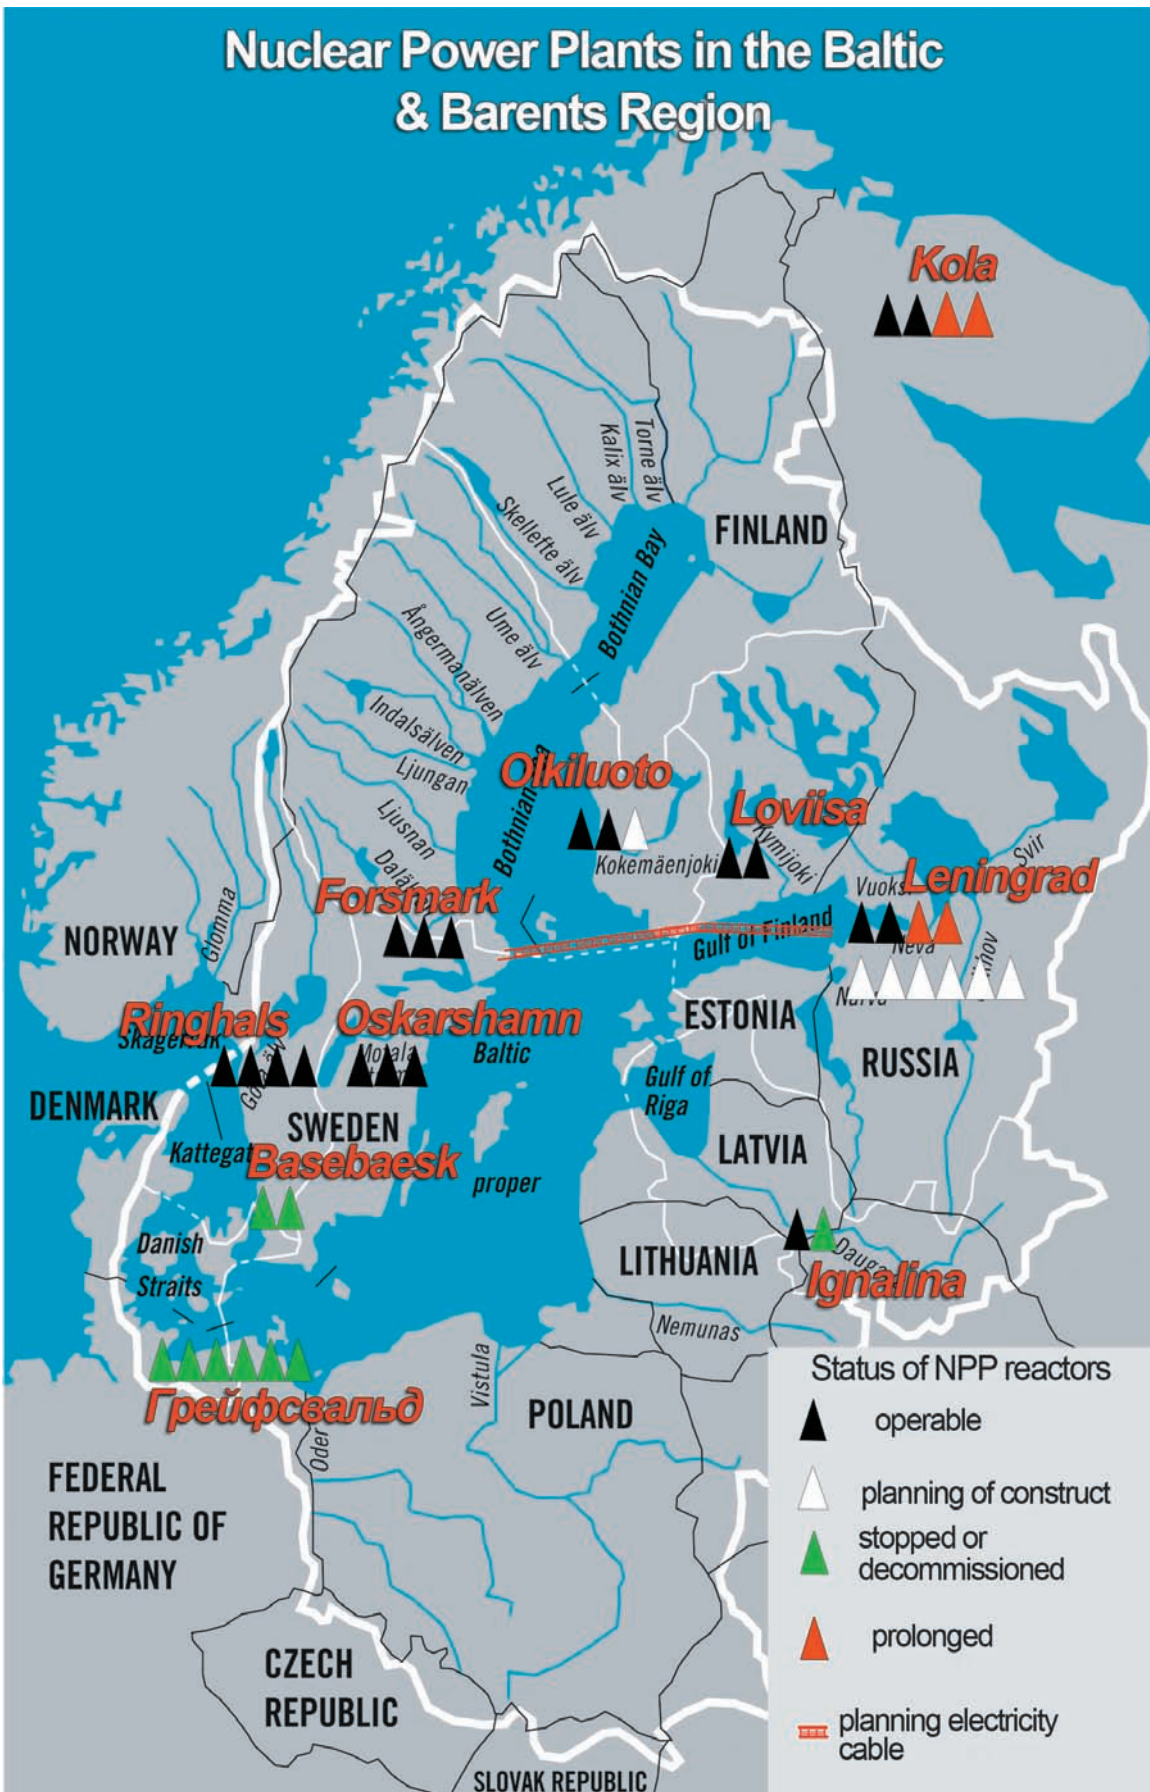 Nuclear Power Plants in the Baltic
& Barents Region
Kola
Torne älv
Kalix älv
Lule älv
Skellefte älv
FINLAND
Bothnian Bay
Ume älv
Ångermanälven
Indalsälven
Ljungan
Olkiluoto
Bothnian
Loviisa
Ljusnan
Kokemäenjoki
Kymijoki
Svir
Vuoks
Leningrad
Forsmark
Glomma
NORWAY
Gulf of Finland
Neva
Ringhals
Oskarshamn
ESTONIA
Baltic
RUSSIA
Gulf of
Riga
DENMARK
SWEDEN
Kattegat
LATVIA
Basebaesk
proper
Danish
Straits
LITHUANIA
Ignalina
Nemunas
Vistula
Грейфсвальд
POLAND
Oder
FEDERAL
REPUBLIC OF
GERMANY
CZECH
REPUBLIC
SLOVAK REPUBLIC
Status of NPP reactors
operable
planning of construct
stopped or
decommissioned
prolonged
planning electricity
cable